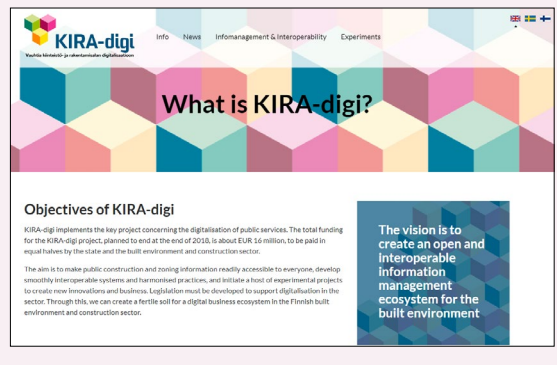 KIRA-digi
Vauhtia kiinteistö- ja rakentamisalan digitalisaatioon
Info News Infomanagement & Interoperability Experiments
What is KIRA-digi?
Objectives of KIRA-digi
KIRA-digi implements the key project concerning the digitalisation of public services. The total funding
for the KIRA-digi project, planned to end at the end of 2018, is about EUR 16 million, to be paid in
equal halves by the state and the built environment and construction sector.
The aim is to make public construction and zoning information readily accessible to everyone, develop
smoothly interoperable systems and harmonised practices, and initiate a host of experimental projects
to create new innovations and business. Legislation must be developed to support digitalisation in the
sector. Through this, we can create a fertile soil for a digital business ecosystem in the Finnish built
environment and construction sector.
The vision is to
create an open and
interoperable
information
management
ecosystem for the
built environment